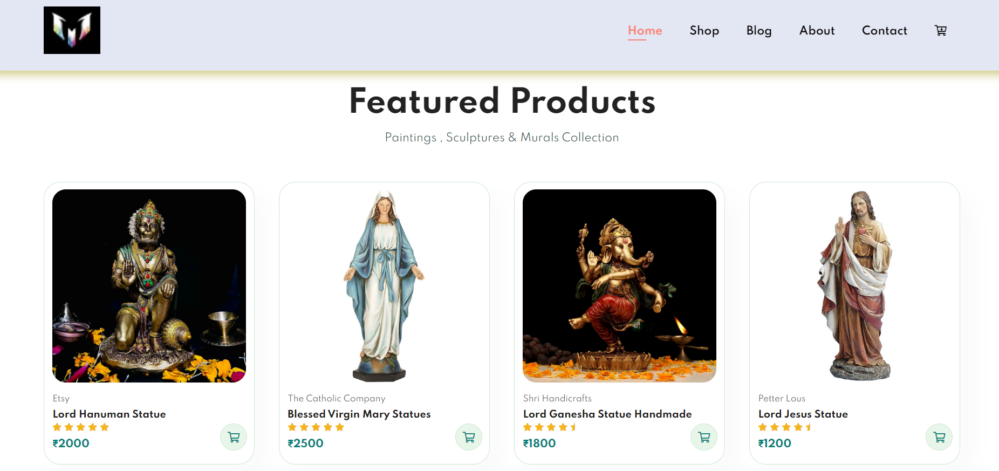 Home Shop Blog About Contact
Featured Products
Paintings , Sculptures & Murals Collection
Etsy
Lord Hanuman Statue
₹2000
The Catholic Company
Blessed Virgin Mary Statues
₹2500
श्री
Shri Handicrafts
Lord Ganesha Statue Handmade
₹1800
Petter Lous
Lord Jesus Statue
₹1200